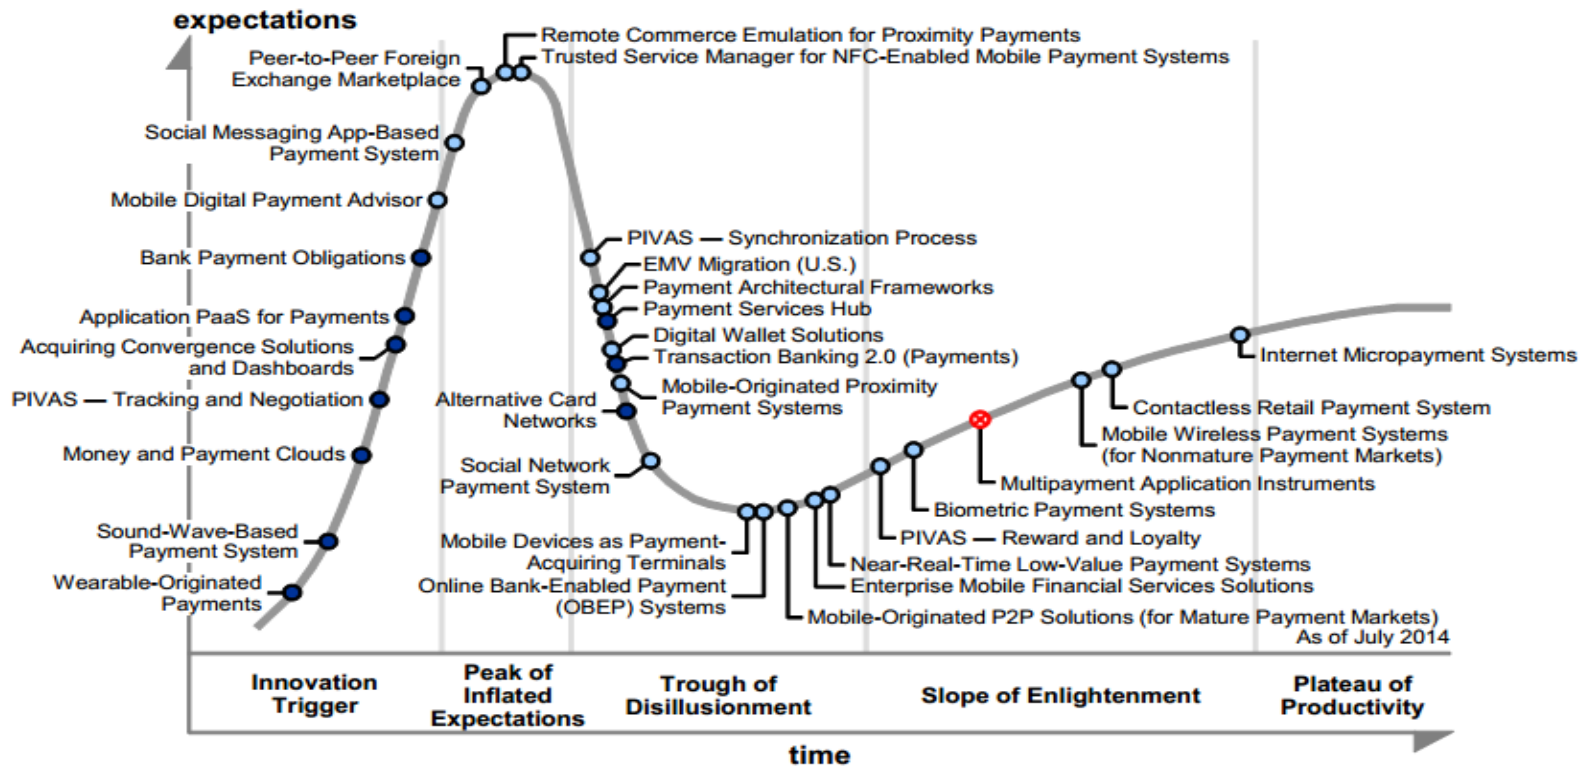 expectations
Remote Commerce Emulation for Proximity Payments
Trusted Service Manager for NFC-Enabled Mobile Payment Systems
Peer-to-Peer Foreign
Exchange Marketplace
Social Messaging App-Based
Payment System
Mobile Digital Payment Advisor
Bank Payment Obligations
Application PaaS for Payments
Acquiring Convergence Solutions
and Dashboards
PIVAS — Tracking and Negotiation
Money and Payment Clouds
Sound-Wave-Based
Payment System
Wearable-Originated
Payments
PIVAS — Synchronization Process
EMV Migration (U.S.)
Payment Architectural Frameworks
Payment Services Hub
Digital Wallet Solutions
Transaction Banking 2.0 (Payments)
Mobile-Originated Proximity
Payment Systems
Alternative Card
Networks
Social Network
Payment System
Mobile Devices as Payment-
Acquiring Terminals
Online Bank-Enabled Payment
(OBEP) Systems
Internet Micropayment Systems
Contactless Retail Payment System
Mobile Wireless Payment Systems
(for Nonmature Payment Markets)
Multipayment Application Instruments
Biometric Payment Systems
PIVAS — Reward and Loyalty
Near-Real-Time Low-Value Payment Systems
Enterprise Mobile Financial Services Solutions
Mobile-Originated P2P Solutions (for Mature Payment Markets)
As of July 2014
Innovation
Trigger
Peak of
Inflated
Expectations
Trough of
Disillusionment
Slope of Enlightenment
Plateau of
Productivity
time